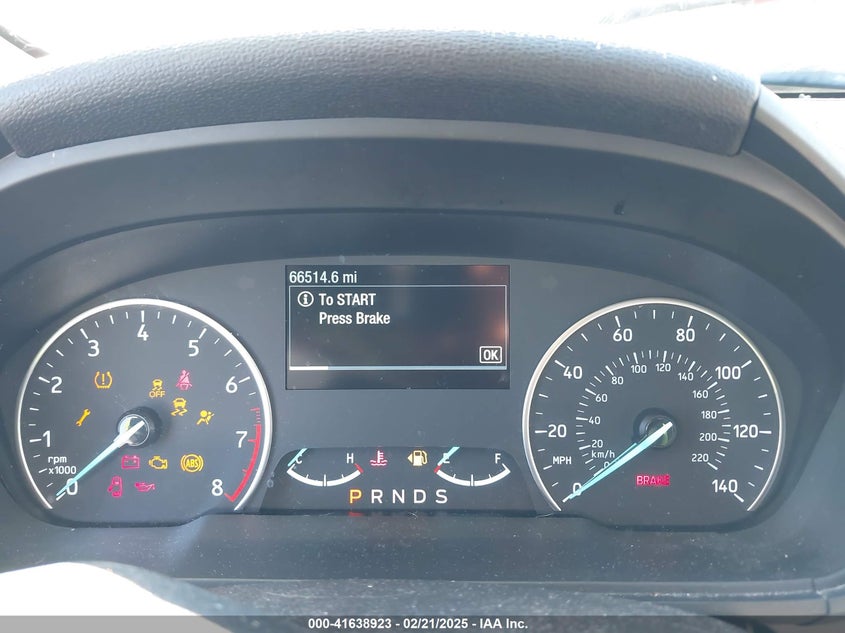 66514.6 mi
To START
Press Brake
OK
0 1 2 3 4 5 6 7 8
rpm
x1000
OFF
ABS
C H
E F
P R N D S
0 20 40 60 80 100 120 140
MPH
0 20 40 60 80 100 120 140 160 180 200 220
km/h
BRAKE
000-41638923 - 02/21/2025 - IAA Inc.